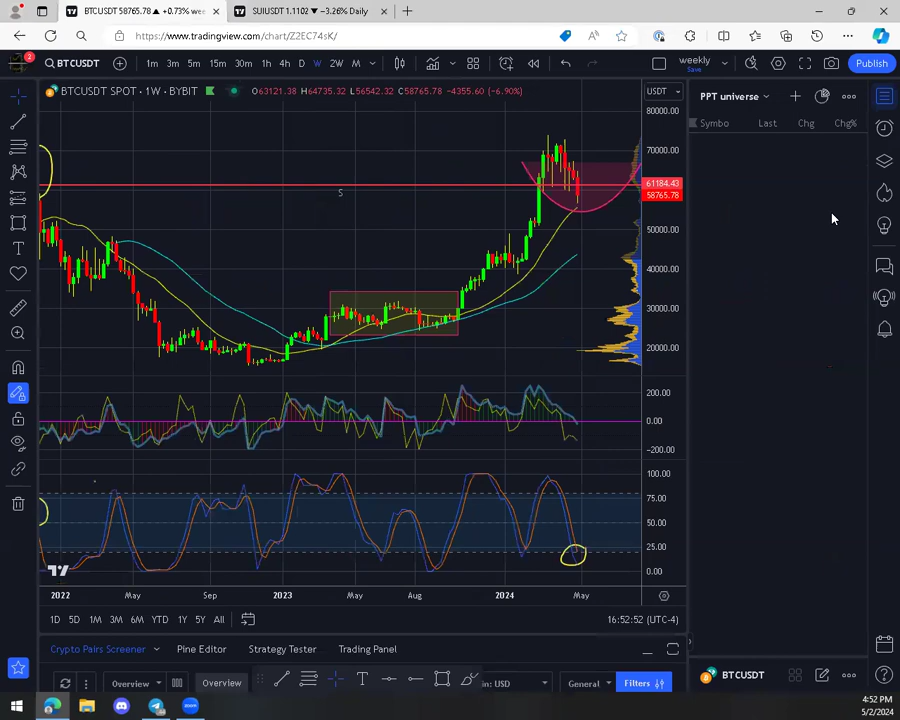 BTCUSDT 58765.78 ▲ +0.73% wee
SUIUSDT 1.1102 ▼ −3.26% Daily
https://www.tradingview.com/chart/Z2EC74sK/
2
BTCUSDT 1m 3m 5m 15m 30m 1h 4h D W 2W M
weekly
Save
Publish
BTCUSDT SPOT · 1W · BYBIT O63121.38 H64735.32 L56542.32 C58765.78 −4355.60 (−6.90%)
USDT
PPT universe
Symbo Last Chg Chg%
80000.00
70000.00
61184.43
58765.78
50000.00
40000.00
30000.00
20000.00
S
200.00
0.00
−200.00
100.00
75.00
50.00
25.00
0.00
2022 May Sep 2023 May Aug 2024 May
1D 5D 1M 3M 6M YTD 1Y 5Y All
16:52:52 (UTC-4)
Crypto Pairs Screener Pine Editor Strategy Tester Trading Panel
Overview Overview in: USD General Filters
BTCUSDT
4:52 PM
5/2/2024